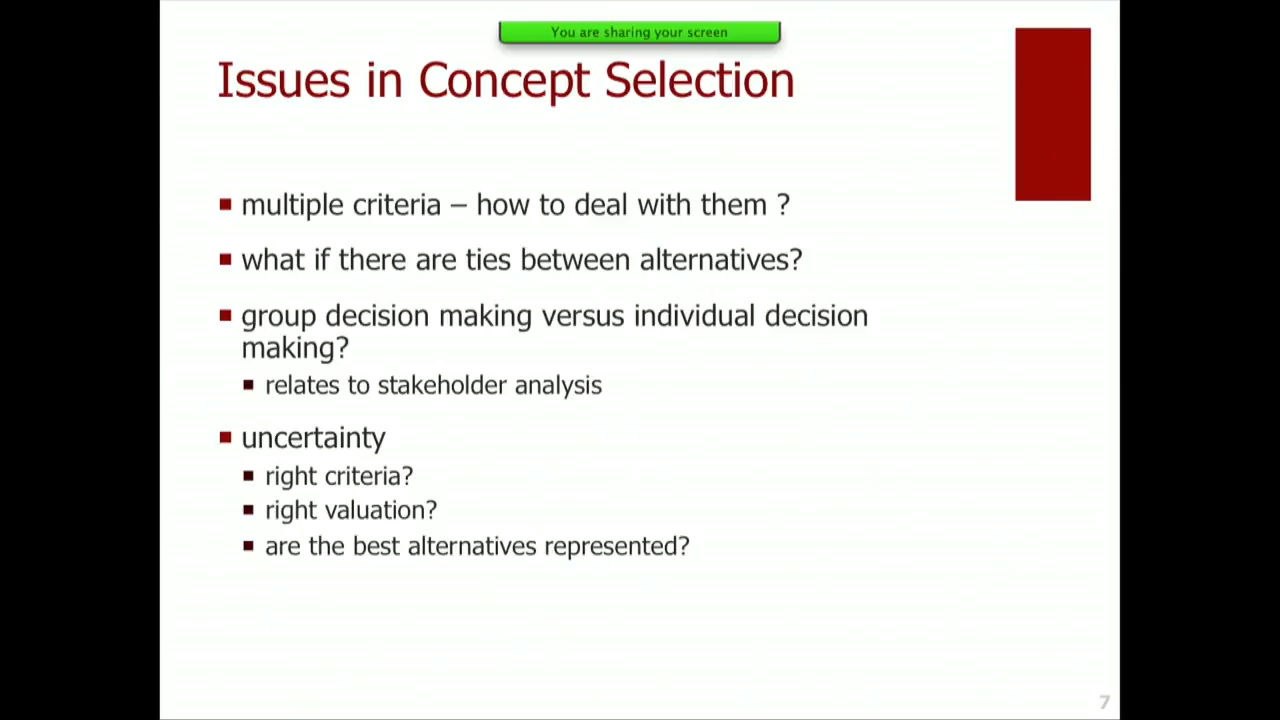 You are sharing your screen
Issues in Concept Selection
multiple criteria – how to deal with them ?
what if there are ties between alternatives?
group decision making versus individual decision
making?
relates to stakeholder analysis
uncertainty
right criteria?
right valuation?
are the best alternatives represented?
7